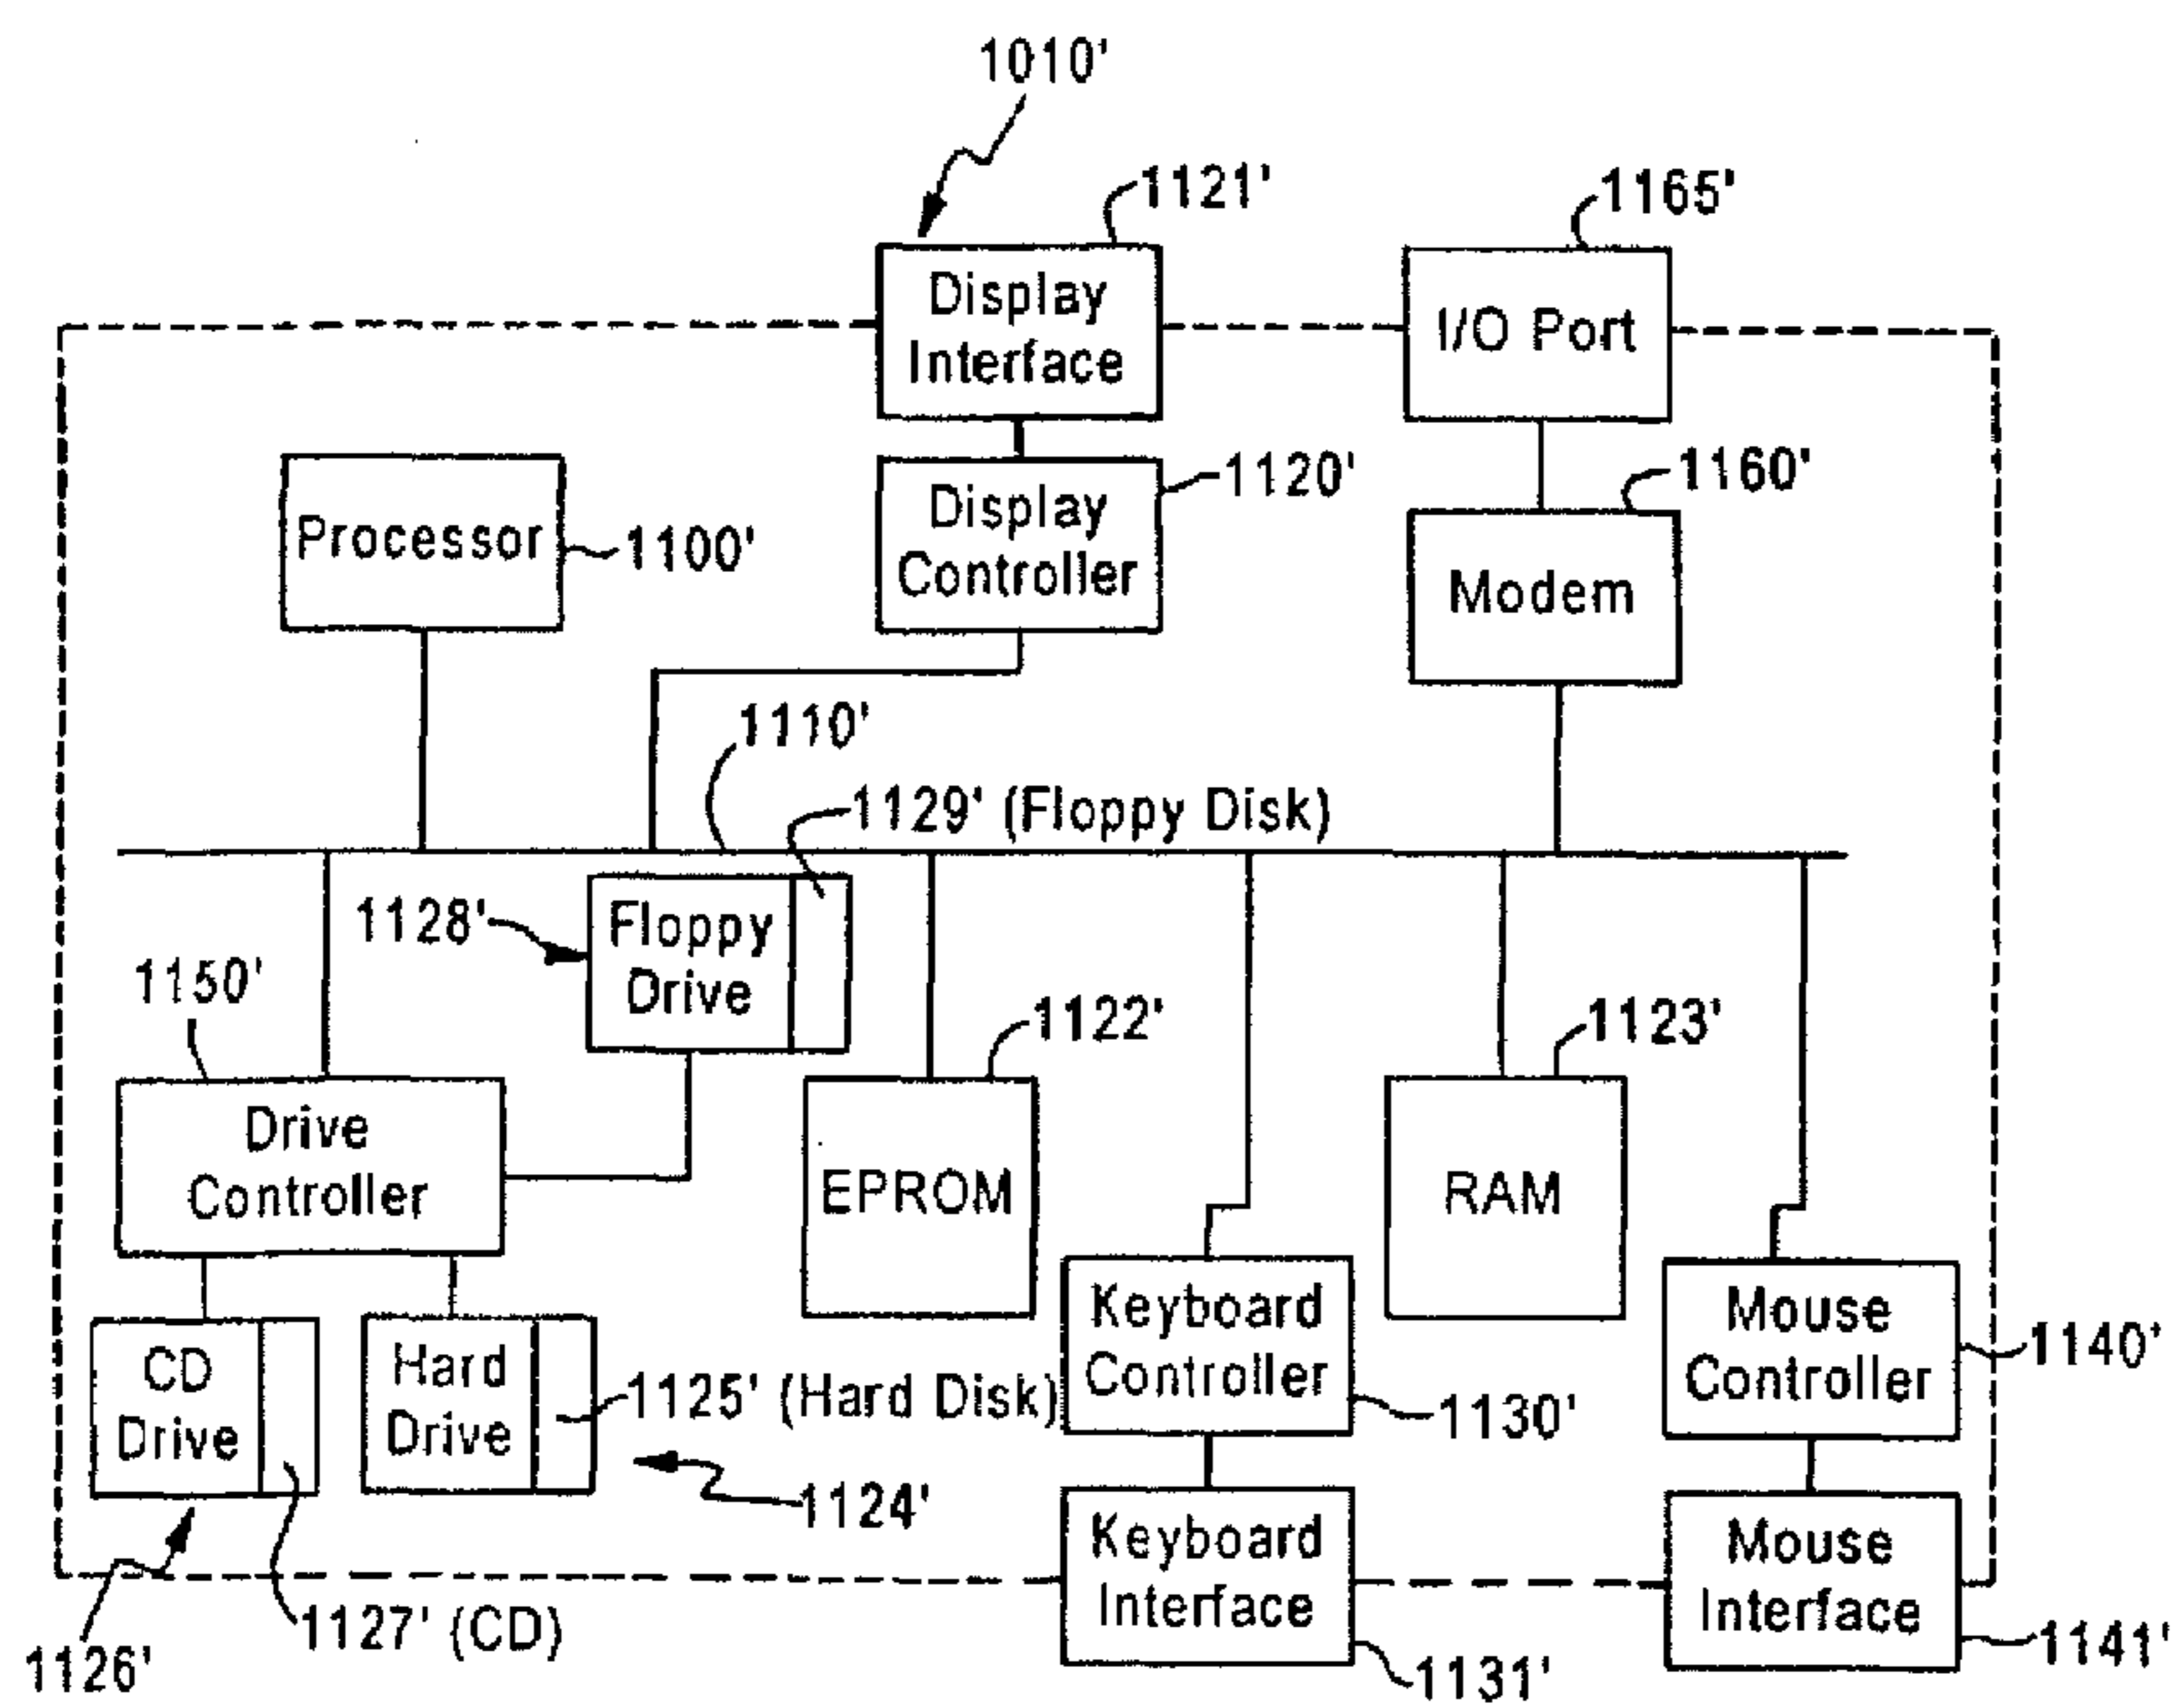 1010'
1121'
1165'
Display
Interface
I/O Port
1120'
1160'
Processor
1100'
Display
Controller
Modem
1110'
1129' (Floppy Disk)
1128'
Floppy
Drive
1150'
1122'
1123'
Drive
Controller
EPROM
RAM
Keyboard
Controller
1130'
Mouse
Controller
1140'
CD
Drive
Hard
Drive
1125' (Hard Disk)
1124'
Keyboard
Interface
1131'
Mouse
Interface
1141'
1127' (CD)
1126'